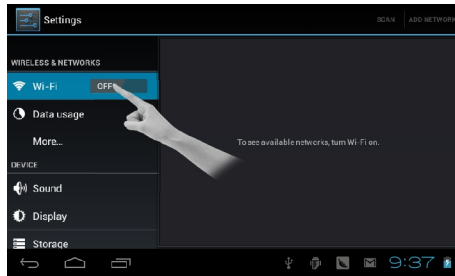 Settings
SCAN
ADD NETWORK
WIRELESS & NETWORKS
Wi-Fi OFF
Data usage
More...
To see available networks, turn Wi-Fi on.
DEVICE
Sound
Display
Storage
9:37